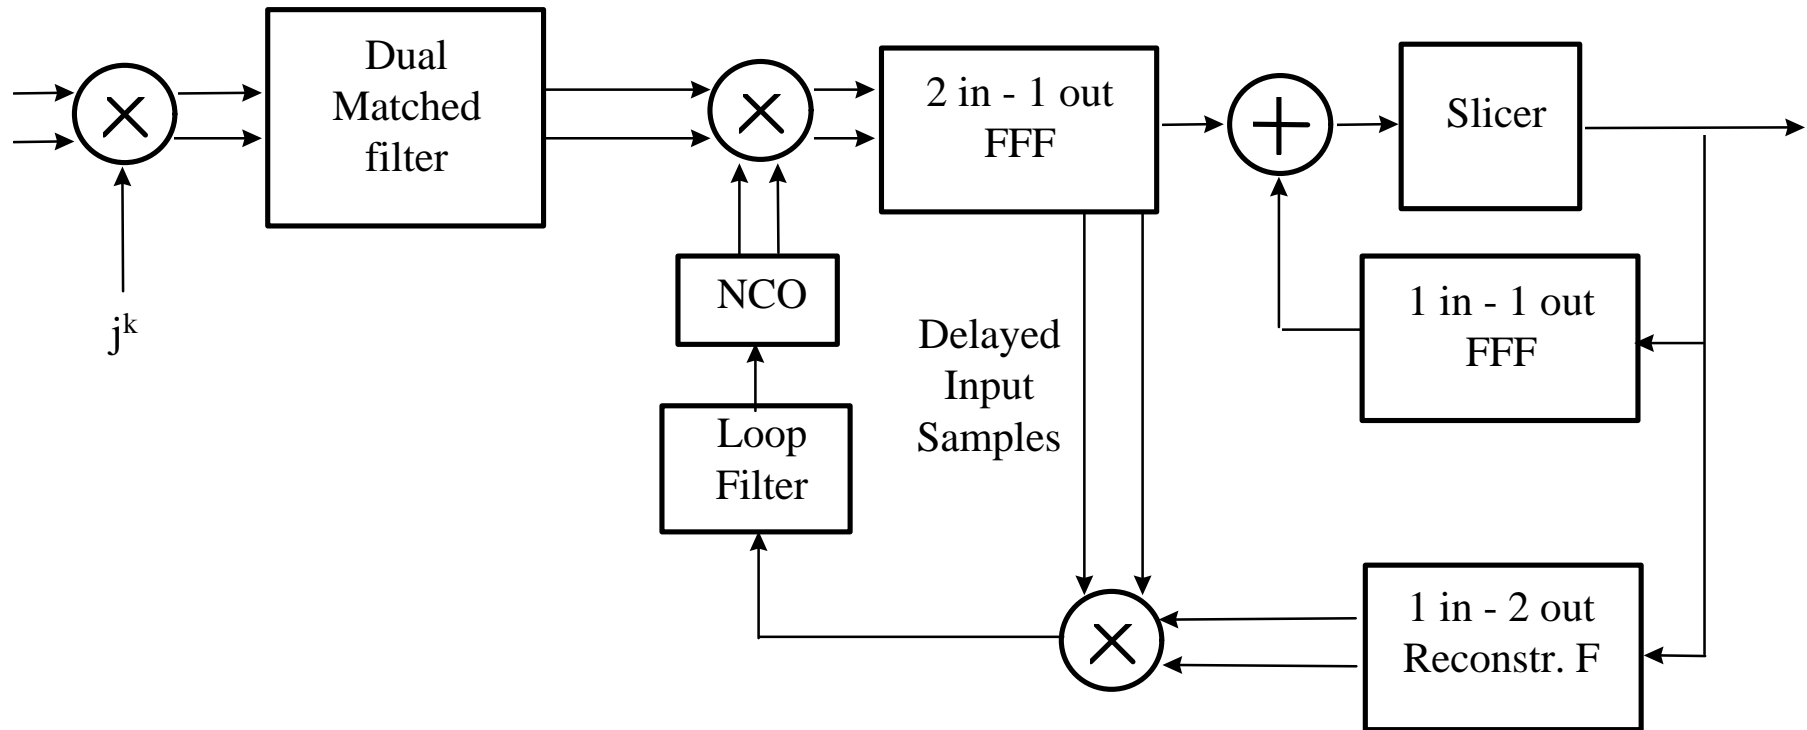 Dual
Matched
filter
2 in - 1 out
FFF
Slicer
NCO
j^k
Delayed
Input
Samples
1 in - 1 out
FFF
Loop
Filter
1 in - 2 out
Reconstr. F